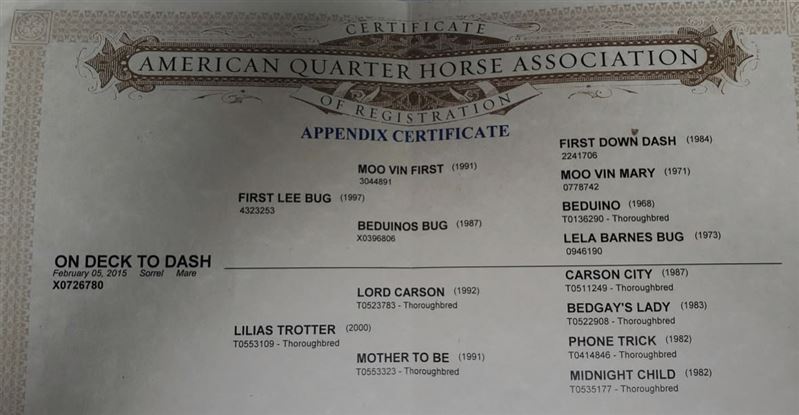 CERTIFICATE
AMERICAN QUARTER HORSE ASSOCIATION
OF REGISTRATION
APPENDIX CERTIFICATE
FIRST DOWN DASH (1984)
2241706
MOO VIN FIRST (1991)
3044891
MOO VIN MARY (1971)
0778742
FIRST LEE BUG (1997)
4323253
BEDUINO (1968)
T0136290 - Thoroughbred
BEDUINOS BUG (1987)
X0396806
LELA BARNES BUG (1973)
0946190
ON DECK TO DASH
February 05, 2015 Sorrel Mare
X0726780
CARSON CITY (1987)
T0511249 - Thoroughbred
LORD CARSON (1992)
T0523783 - Thoroughbred
BEDGAY'S LADY (1983)
T0522908 - Thoroughbred
LILIAS TROTTER (2000)
T0553109 - Thoroughbred
PHONE TRICK (1982)
T0414846 - Thoroughbred
MOTHER TO BE (1991)
T0553323 - Thoroughbred
MIDNIGHT CHILD (1982)
T0535177 - Thoroughbred